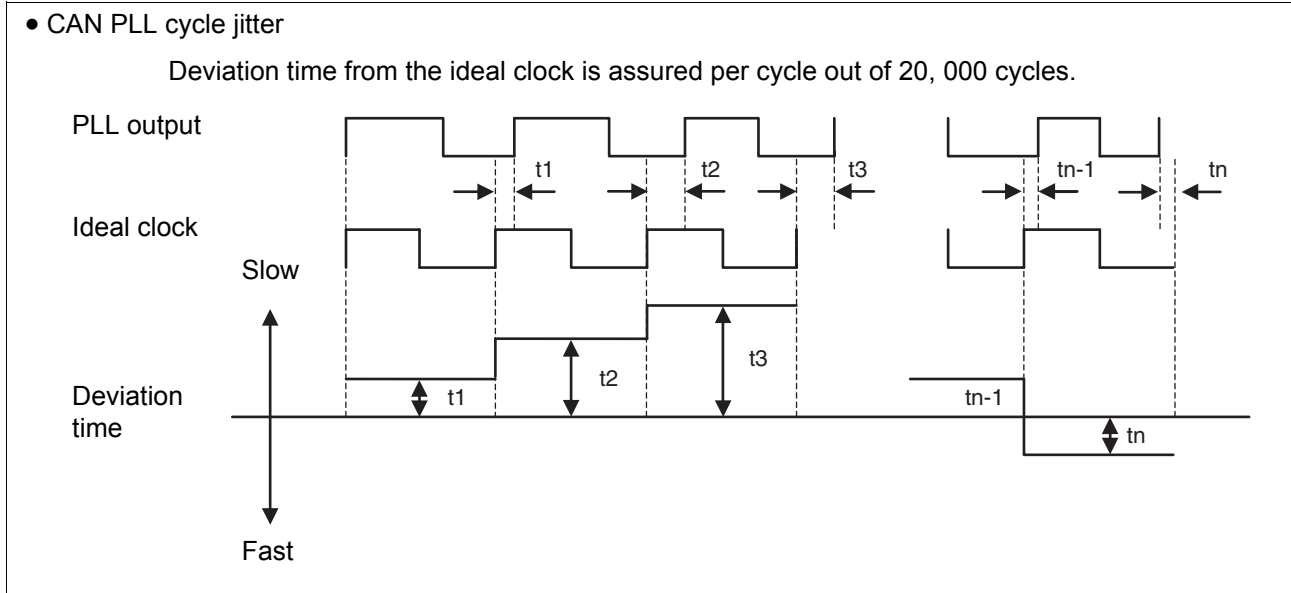 • CAN PLL cycle jitter
Deviation time from the ideal clock is assured per cycle out of 20, 000 cycles.
PLL output
t1
t2
t3
tn-1
tn
Ideal clock
Slow
t1
t2
t3
tn-1
tn
Deviation
time
Fast